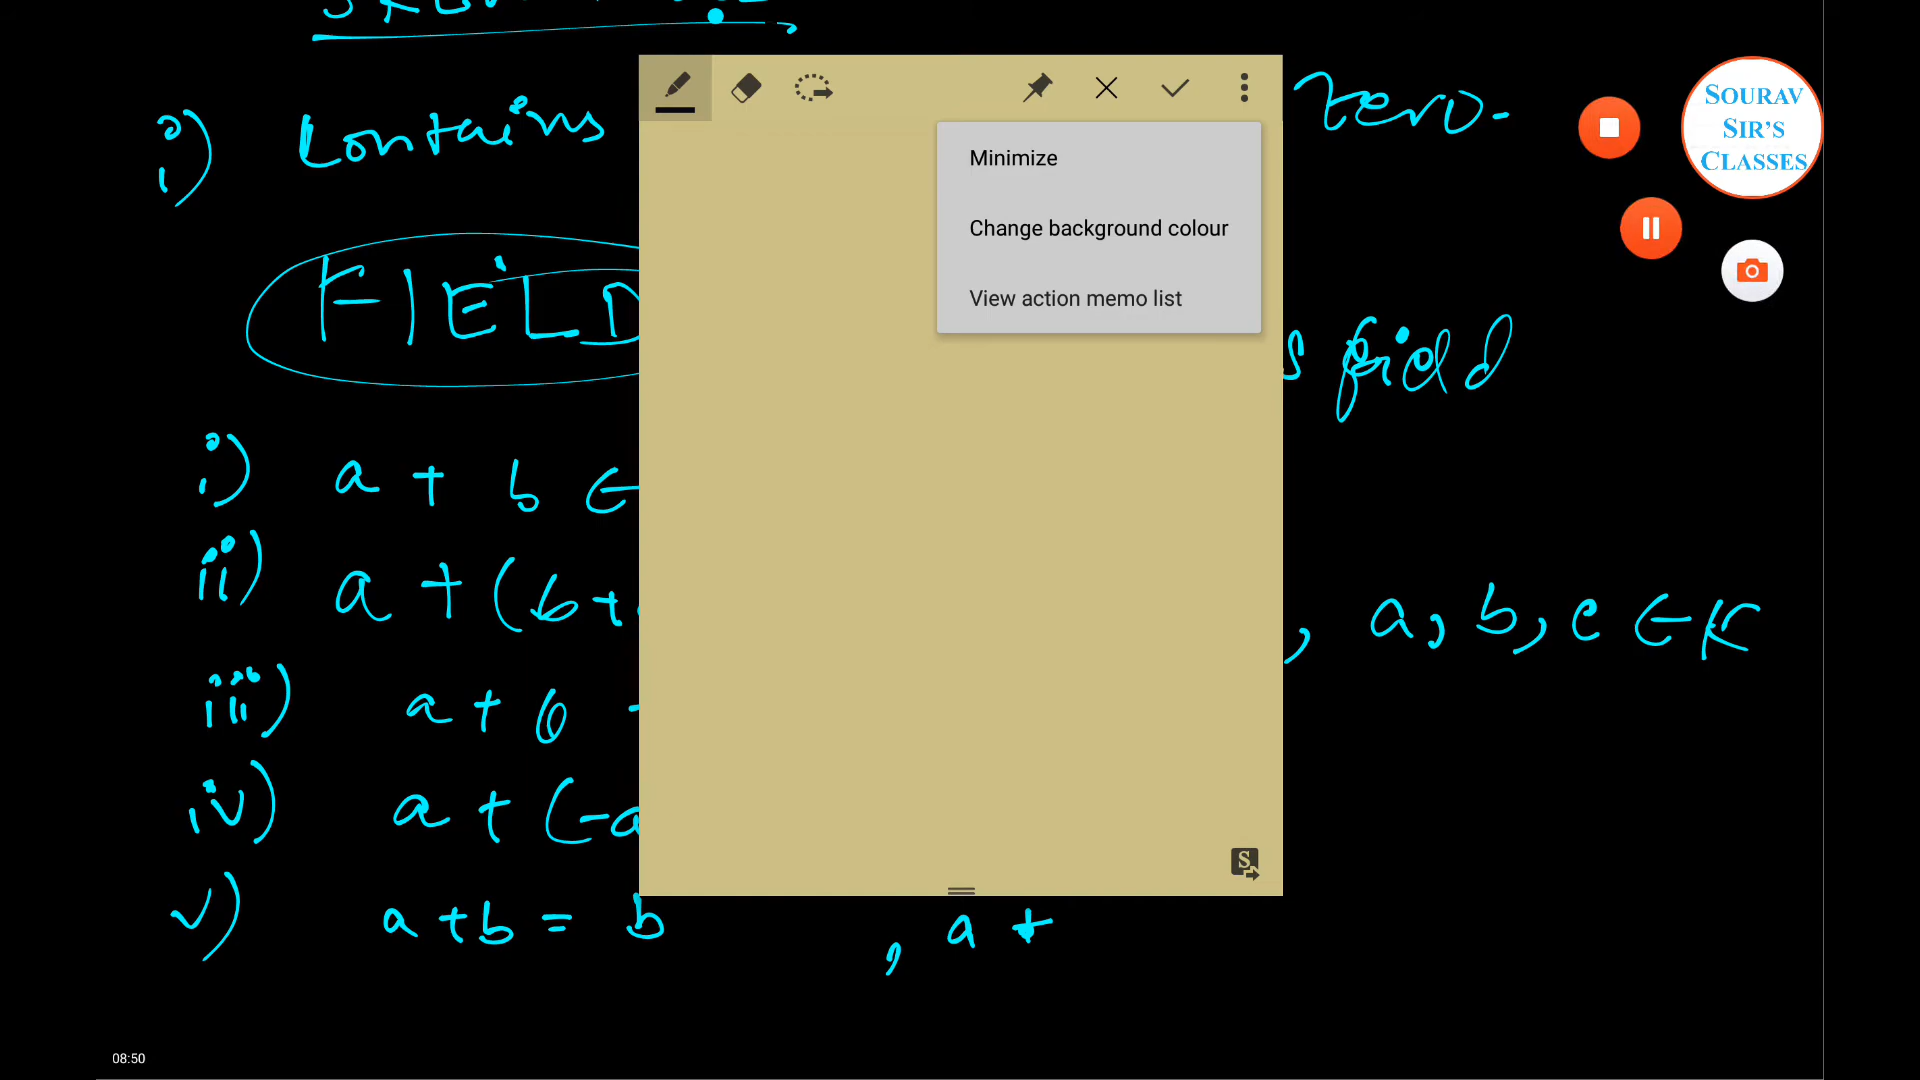 i) Contains zero.
SOURAV
SIR'S
CLASSES
Minimize
Change background colour
View action memo list
FIELD s field
i) a + b ∈
ii) a + (b + , a, b, c ∈ K
iii) a + 0
iv) a + (-a
v) a + b = b , a +
08:50